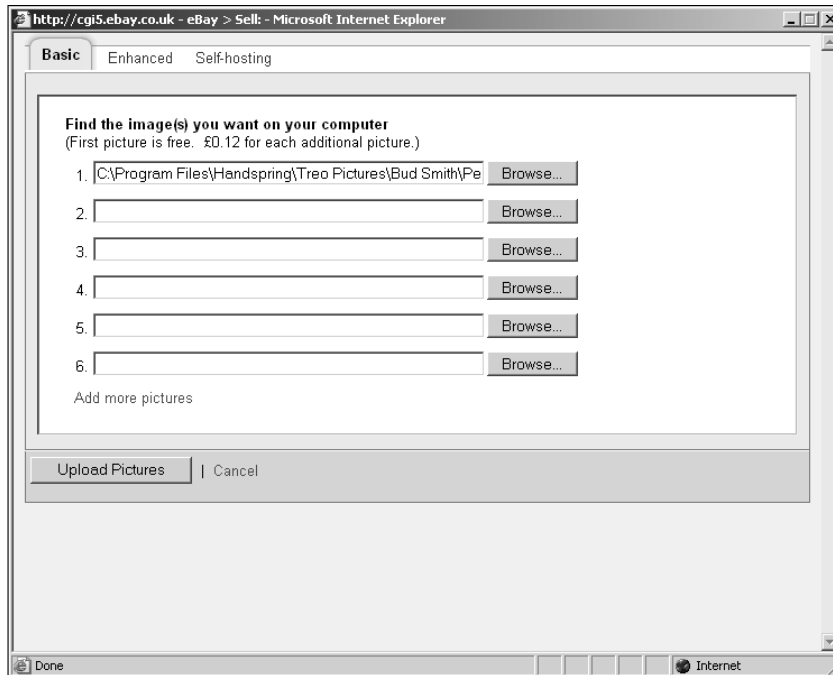 http://cgi5.ebay.co.uk - eBay > Sell: - Microsoft Internet Explorer
Basic Enhanced Self-hosting
Find the image(s) you want on your computer
(First picture is free. £0.12 for each additional picture.)
1. C:\Program Files\Handspring\Treo Pictures\Bud Smith\Pe Browse...
2. Browse...
3. Browse...
4. Browse...
5. Browse...
6. Browse...
Add more pictures
Upload Pictures | Cancel
Done Internet